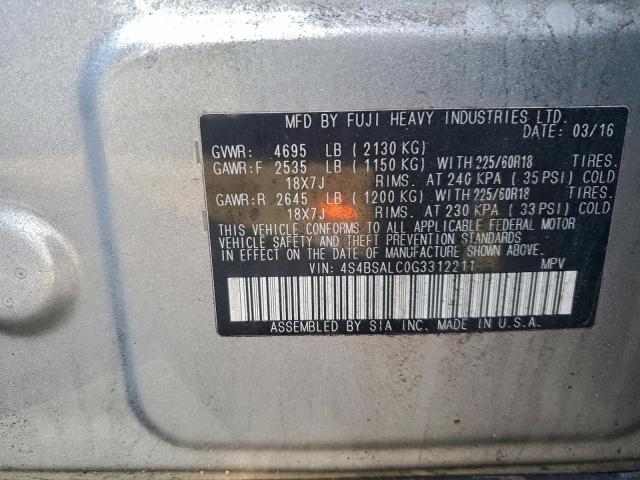 MFD BY FUJI HEAVY INDUSTRIES LTD.
DATE: 03/16
GVWR: 4695 LB ( 2130 KG)
GAWR:F 2535 LB ( 1150 KG) WITH 225/60R18 TIRES.
18X7J RIMS. AT 240 KPA ( 35 PSI) COLD
GAWR:R 2645 LB ( 1200 KG) WITH 225/60R18 TIRES.
18X7J RIMS. AT 230 KPA ( 33 PSI) COLD
THIS VEHICLE CONFORMS TO ALL APPLICABLE FEDERAL MOTOR
VEHICLE SAFETY AND THEFT PREVENTION STANDARDS
IN EFFECT ON THE DATE OF MANUFACTURE SHOWN ABOVE.
VIN: 4S4BSALC0G3312211 MPV
ASSEMBLED BY SIA INC. MADE IN U.S.A.